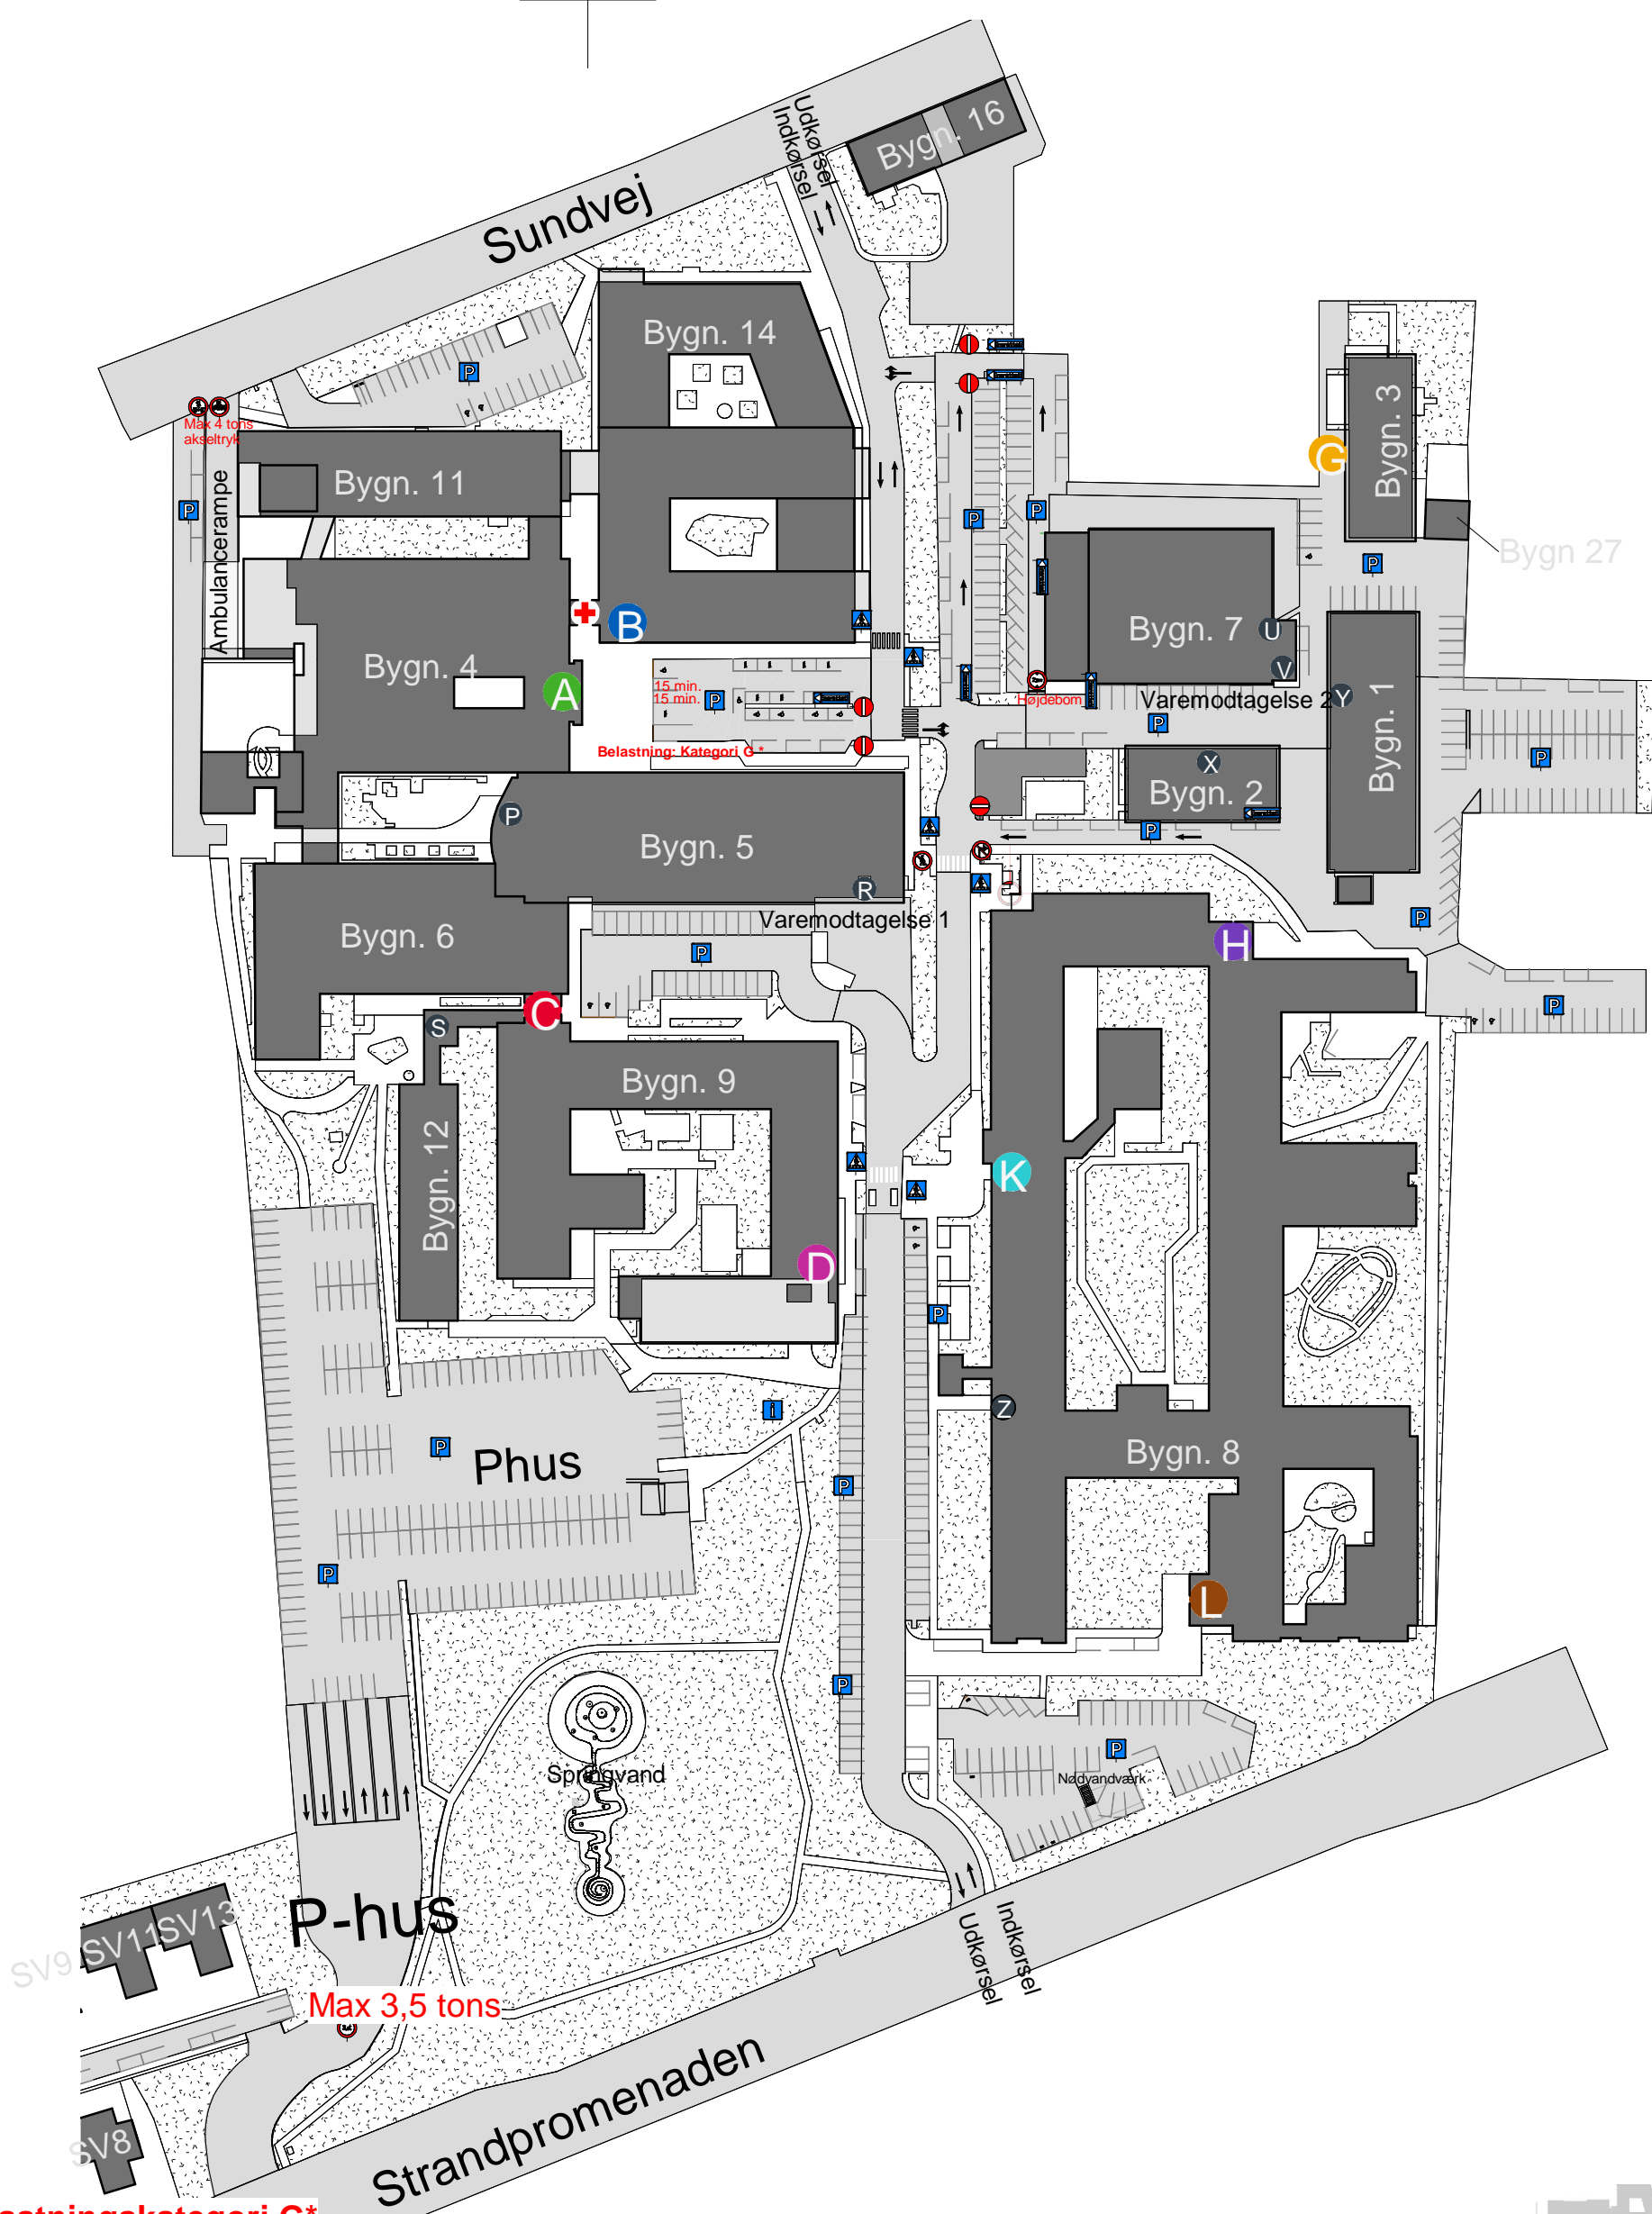 Udkørsel
Indkørsel
Bygn. 16
Sundvej
Bygn. 14
P
Max 4 tons
akseltryk
Bygn. 11
P
Ambulancerampe
Bygn. 3
G
P
P
Bygn 27
P
B
Bygn. 7
U
V
Bygn. 4
A
15 min.
15 min.
P
Højdebom
Varemodtagelse 2
Y
P
Bygn. 1
Belastning: Kategori G *
X
Bygn. 2
P
P
P
Bygn. 5
R
Varemodtagelse 1
P
Bygn. 6
P
H
P
C
S
Bygn. 9
Bygn. 12
K
D
P
Z
i
P
Phus
Bygn. 8
P
P
L
P
P
Nødvandværk
Springvand
P-hus
SV13
SV11
SV9
Indkørsel
Udkørsel
Max 3,5 tons
Strandpromenaden
SV8